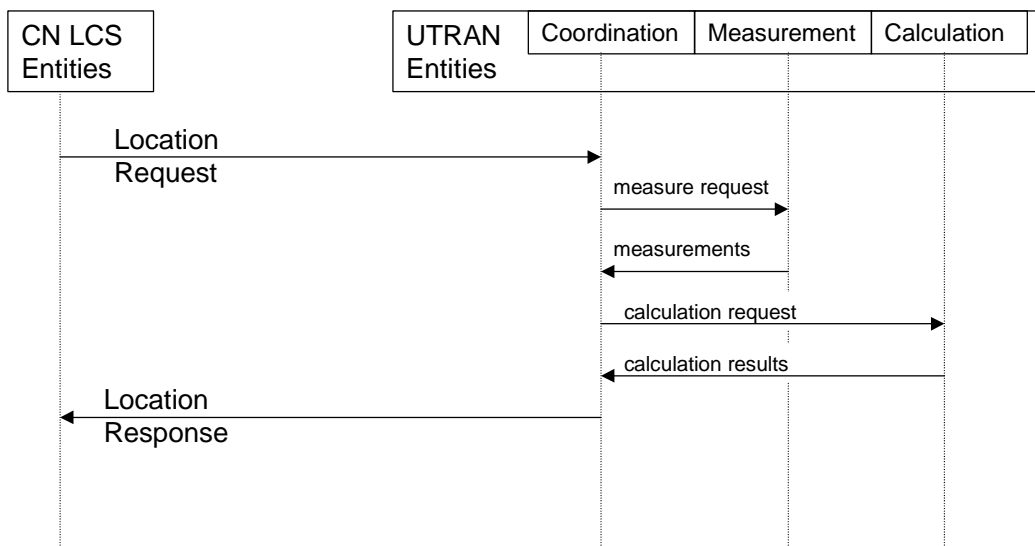 CN LCS
Entities
UTRAN
Entities
Coordination
Measurement
Calculation
Location
Request
measure request
measurements
calculation request
calculation results
Location
Response